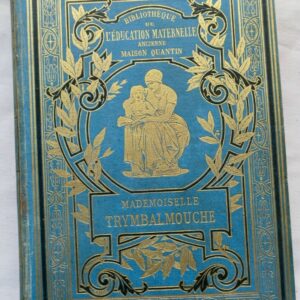 BIBLIOTHÈQUE
DE
L'ÉDUCATION MATERNELLE
ANCIENNE
MAISON QUANTIN
MADEMOISELLE
TRYMBALMOUCHE